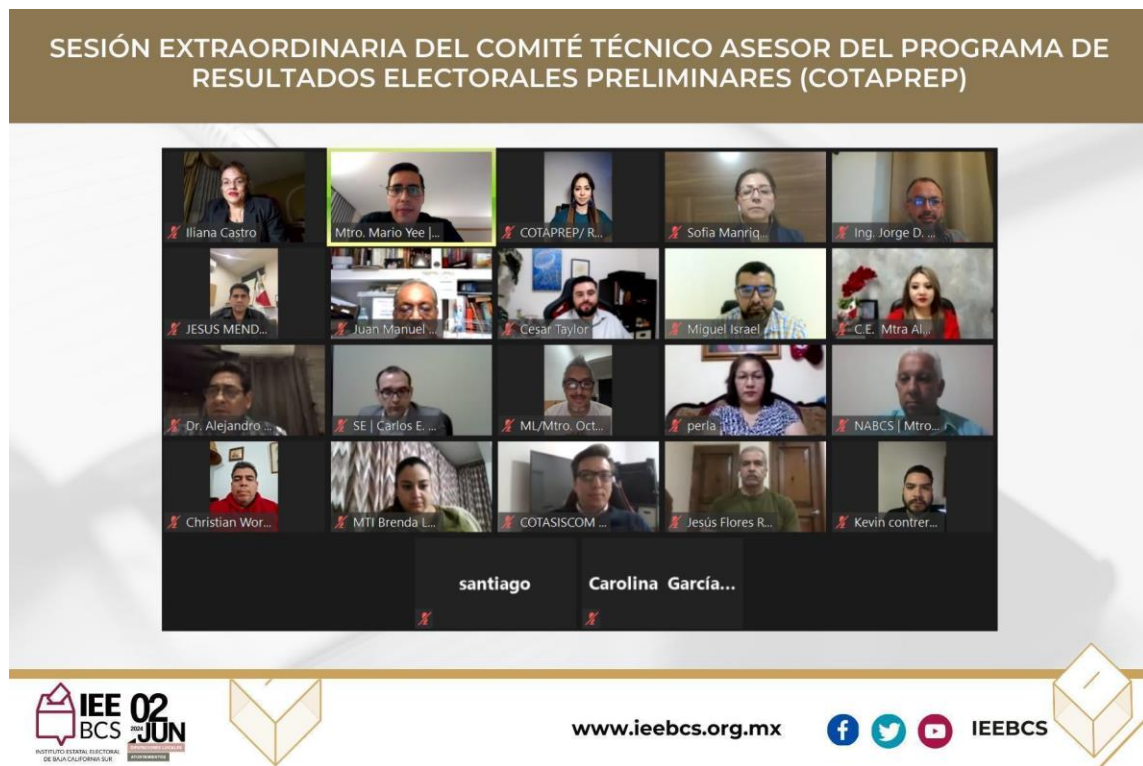 SESIÓN EXTRAORDINARIA DEL COMITÉ TÉCNICO ASESOR DEL PROGRAMA DE
RESULTADOS ELECTORALES PRELIMINARES (COTAPREP)
Iliana Castro
Mtro. Mario Yee |...
COTAPREP/ R...
Sofia Manriq...
Ing. Jorge D. ...
JESUS MEND...
Juan Manuel ...
Cesar Taylor
Miguel Israel
C.E. Mtra Al...
Dr. Alejandro ...
SE | Carlos E. ...
ML/Mtro. Oct...
perla
NABCS | Mtro...
Christian Wor...
MTI Brenda L...
COTASISCOM ...
Jesús Flores R...
Kevin contrer...
santiago
Carolina García...
IEE
BCS
INSTITUTO ESTATAL ELECTORAL
DE BAJA CALIFORNIA SUR
02
2024 JUN
AYUNTAMIENTOS
www.ieebcs.org.mx
IEEBCS